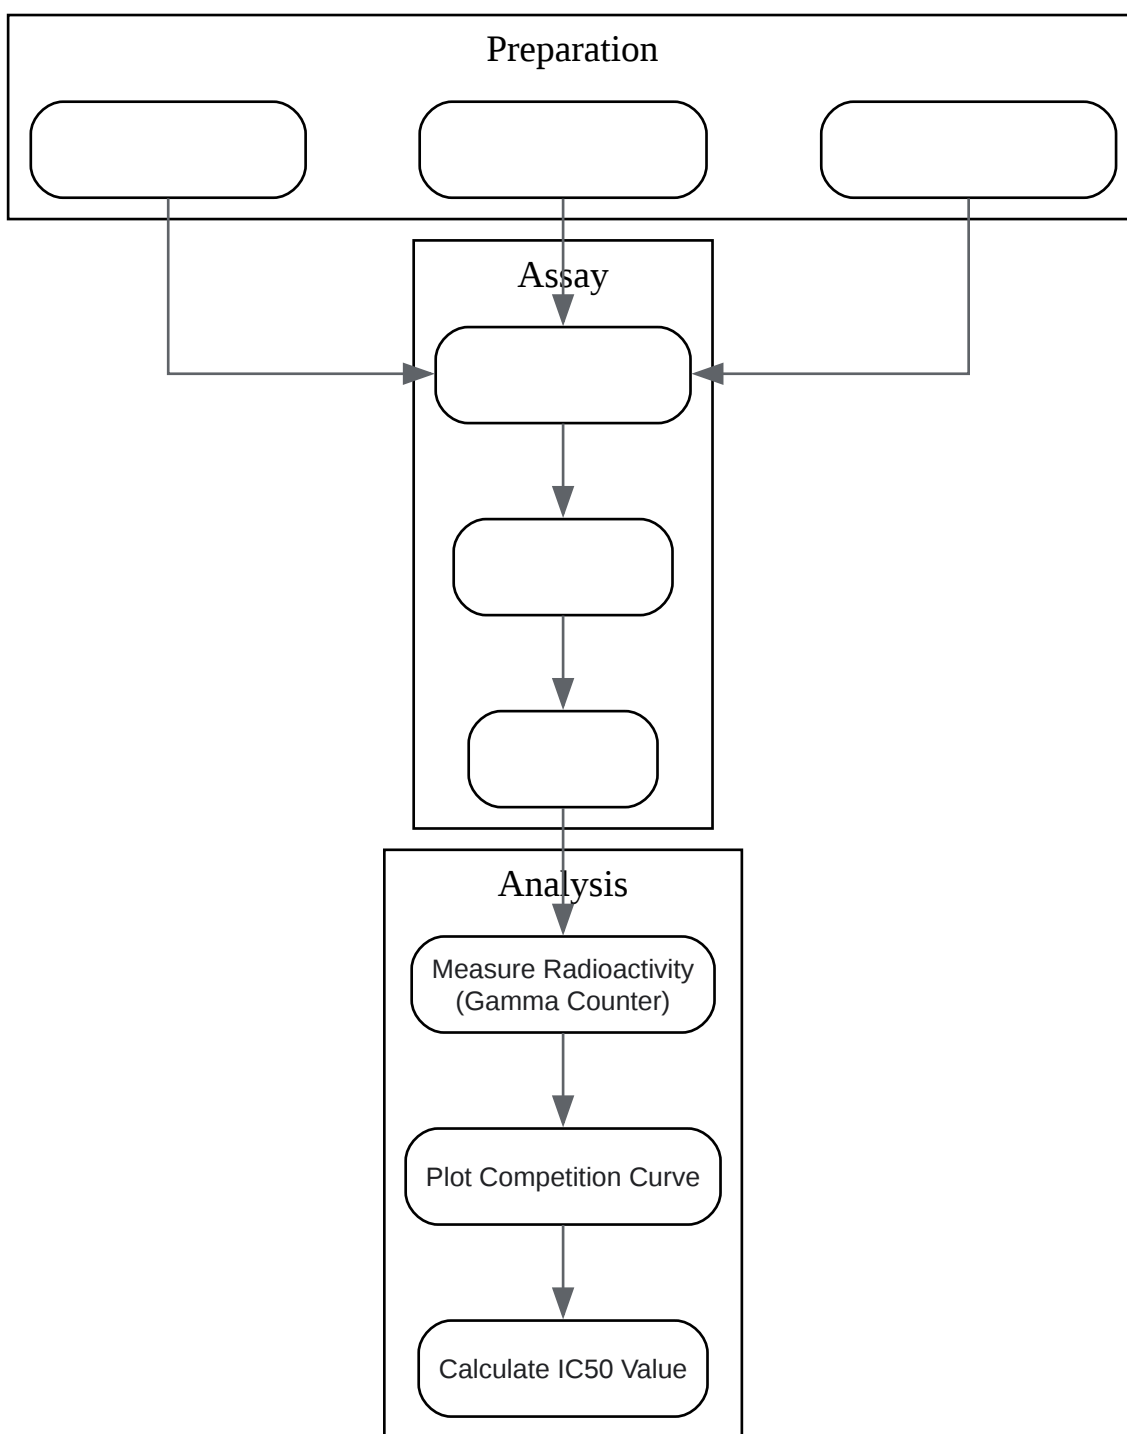 Preparation
Assay
Analysis
Measure Radioactivity
(Gamma Counter)
Plot Competition Curve
Calculate IC50 Value